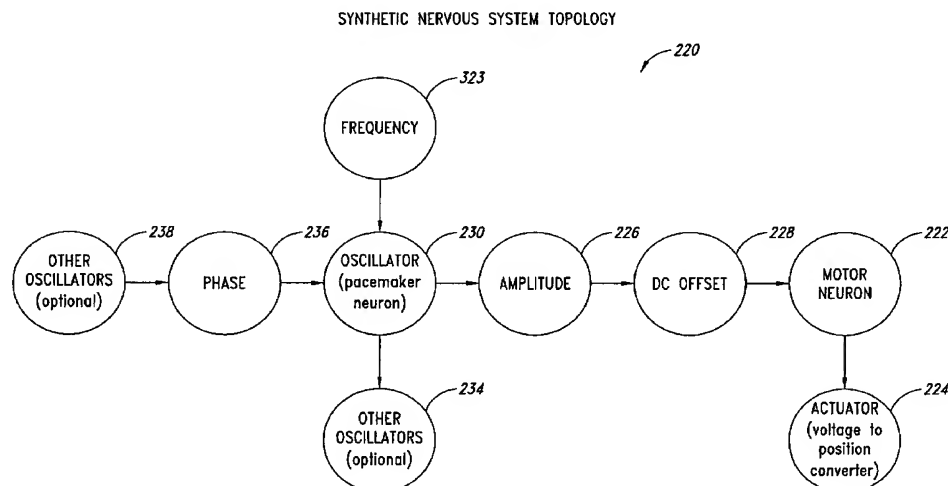 SYNTHETIC NERVOUS SYSTEM TOPOLOGY
220
323
FREQUENCY
238
OTHER
OSCILLATORS
(optional)
236
PHASE
230
OSCILLATOR
(pacemaker
neuron)
226
AMPLITUDE
228
DC OFFSET
222
MOTOR
NEURON
234
OTHER
OSCILLATORS
(optional)
224
ACTUATOR
(voltage to
position
converter)